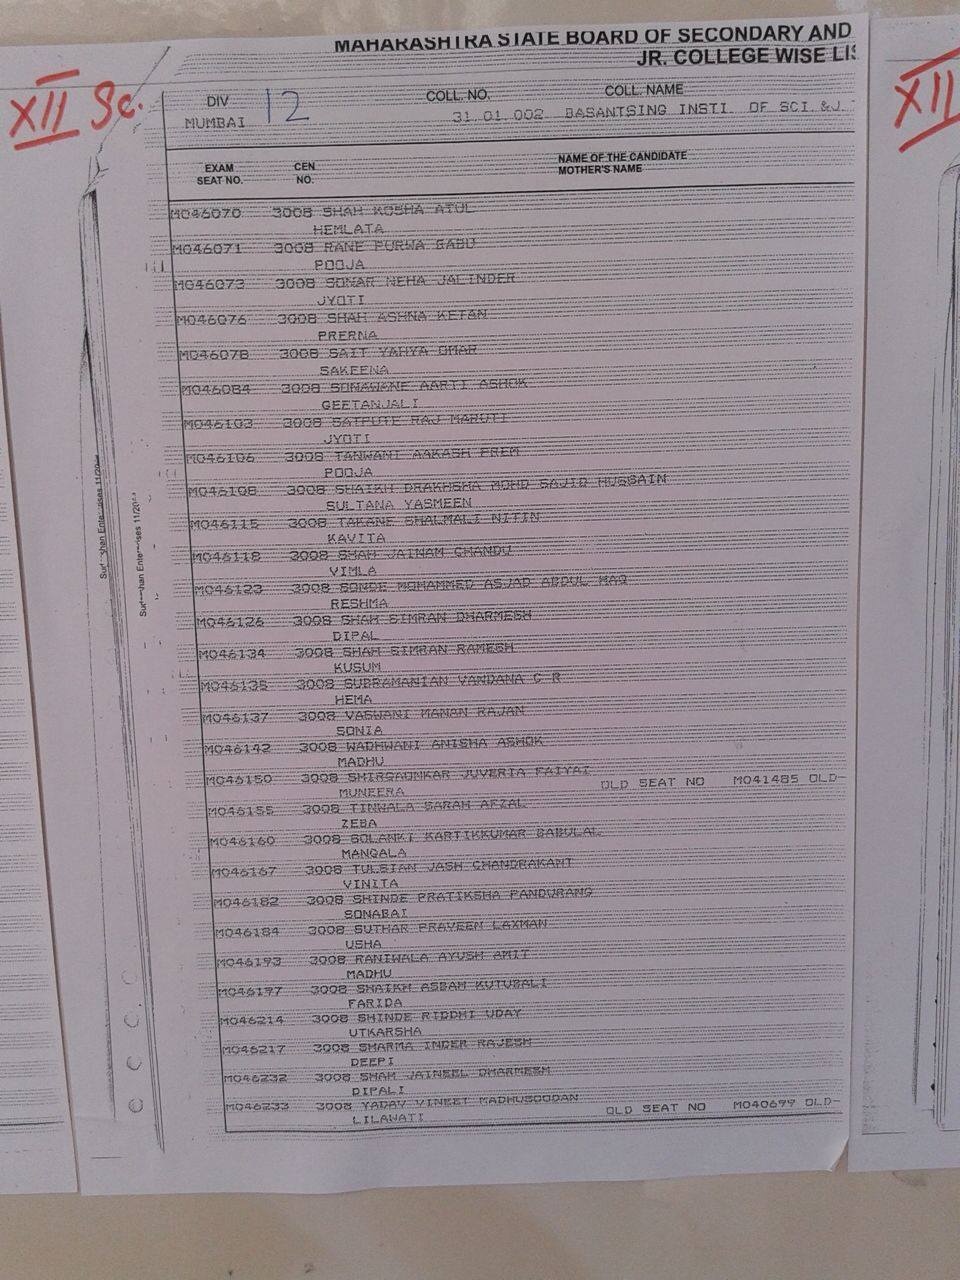 MAHARASHTRA STATE BOARD OF SECONDARY AND
JR. COLLEGE WISE LIS
XII Sc.
XII
DIV 12 COLL. NO. COLL. NAME
MUMBAI 31.01.002 BASANTSING INSTI OF SCI.&J.
EXAM SEAT NO. CEN NO. NAME OF THE CANDIDATE
MOTHER'S NAME
M046070 3008 SHAH KOSHA ATUL
HEMLATA
M046071 3008 RANE PURWA BABU
POOJA
M046073 3008 SONAR NEHA JALINDER
JYOTI
M046076 3008 SHAH ASHNA KETAN
PRERNA
M046078 3008 SAIT YAHYA OMAR
SAKEENA
M046084 3008 SONAWANE AARTI ASHOK
GEETANJALI
M046103 3008 SATPUTE RAJ MARUTI
JYOTI
M046106 3008 TANWANI AAKASH PREM
POOJA
M046108 3008 SHAIKH DRAKHSHA MOHD SAJID HUSSAIN
SULTANA YASMEEN
M046115 3008 TAKANE SHALMALI NITIN
KAVITA
M046118 3008 SHAH JAINAM CHANDU
VIMLA
M046123 3008 SONDE MOHAMMED ASJAD ABDUL HAQ
RESHMA
M046126 3008 SHAH SIMRAN DHARMESH
DIPAL
M046134 3008 SHAH SIMRAN RAMESH
KUSUM
M046135 3008 SUBRAMANIAN VANDANA C R
HEMA
M046137 3008 VASWANI MANAN RAJAN
SONIA
M046142 3008 WADHWANI ANISHA ASHOK
MADHU
M046150 3008 SHIRGAONKAR JUVERIA FAIYAZ
MUNEERA OLD SEAT NO M041485 OLD-
M046155 3008 TINWALA SARAH AFZAL
ZEBA
M046160 3008 SOLANKI KARTIKKUMAR BABULAL
MANGALA
M046167 3008 TULSIAN JASH CHANDRAKANT
VINITA
M046182 3008 SHINDE PRATIKSHA PANDURANG
SONABAI
M046184 3008 SUTHAR PRAVEEN LAXMAN
USHA
M046193 3008 RANIWALA AYUSH AMIT
MADHU
M046197 3008 SHAIKH ASBAH KUTUBALI
FARIDA
M046214 3008 SHINDE RIDDHI UDAY
UTKARSHA
M046217 3008 SHARMA INDER RAJESH
DEEPI
M046232 3008 SHAH JAINEEL DHARMESH
DIPALI
M046233 3008 YADAV VINEET MADHUSOODAN
LILAWATI OLD SEAT NO M040699 OLD-